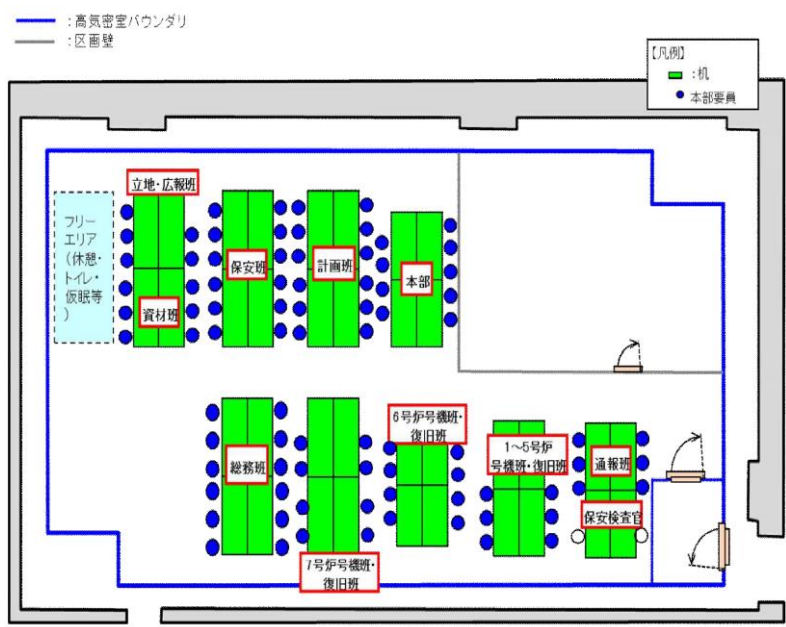 ：高気密室バウンダリ
：区画壁
【凡例】
：机
本部要員
立地・広報班
フリー
エリア
（休憩・
トイレ・
仮眠等
）
保安班
計画班
本部
資材班
6号炉号機班・
復旧班
1～5号炉
号機班・復旧班
総務班
通報班
保安検査官
7号炉号機班・
復旧班